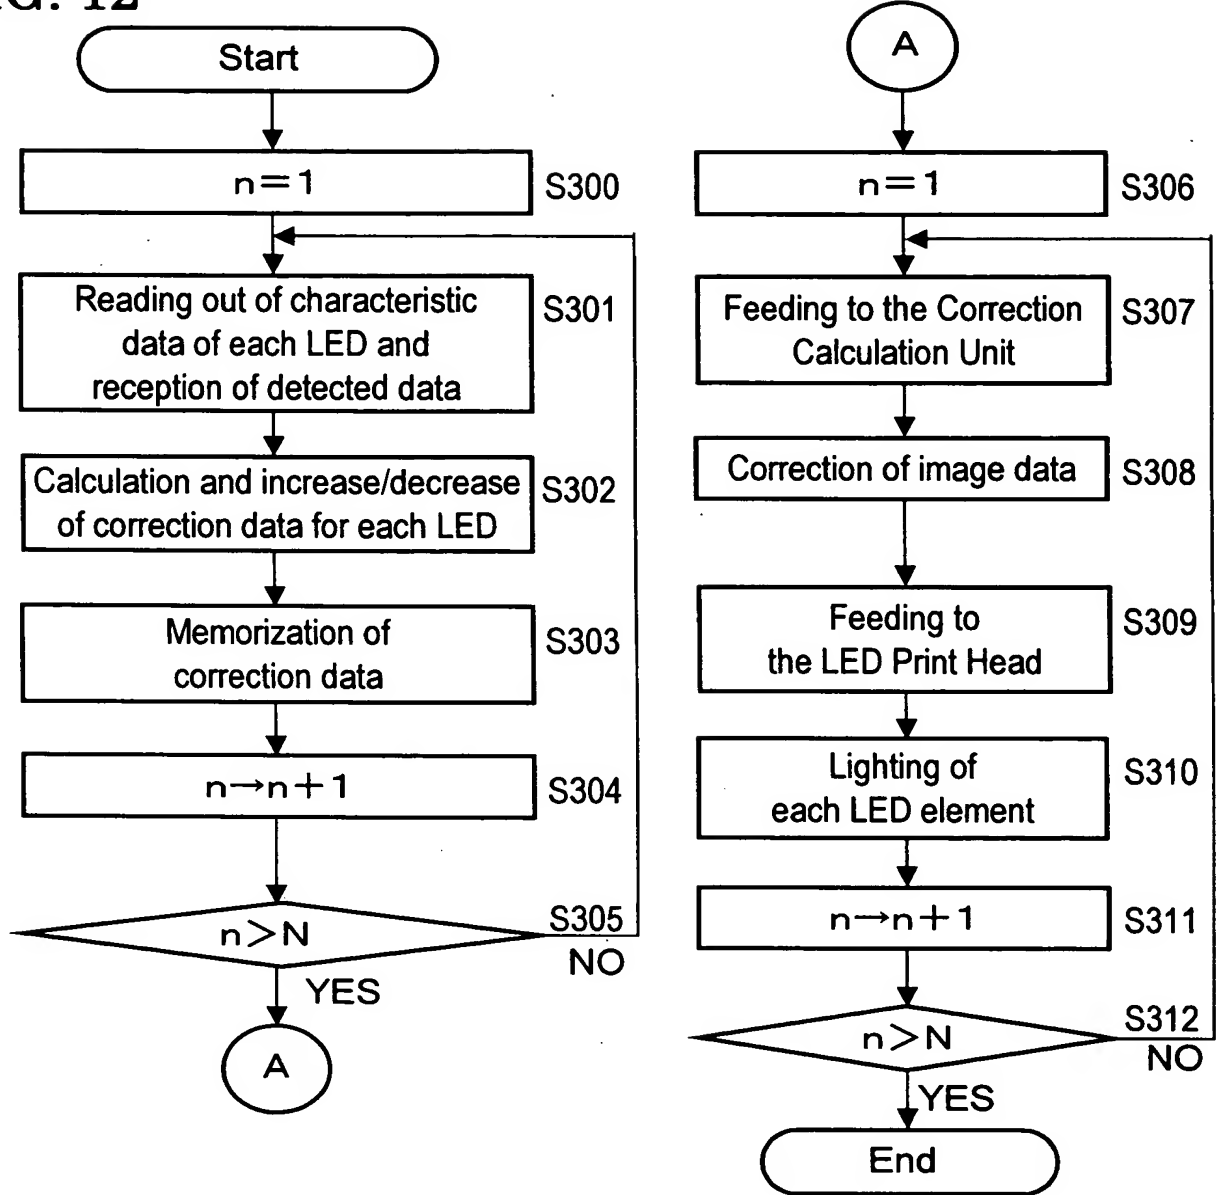 G. 12
Start
n=1
S300
Reading out of characteristic
data of each LED and
reception of detected data
S301
Calculation and increase/decrease
of correction data for each LED
S302
Memorization of
correction data
S303
n→n+1
S304
n>N
S305
NO
YES
A
A
n=1
S306
Feeding to the Correction
Calculation Unit
S307
Correction of image data
S308
Feeding to
the LED Print Head
S309
Lighting of
each LED element
S310
n→n+1
S311
n>N
S312
NO
YES
End